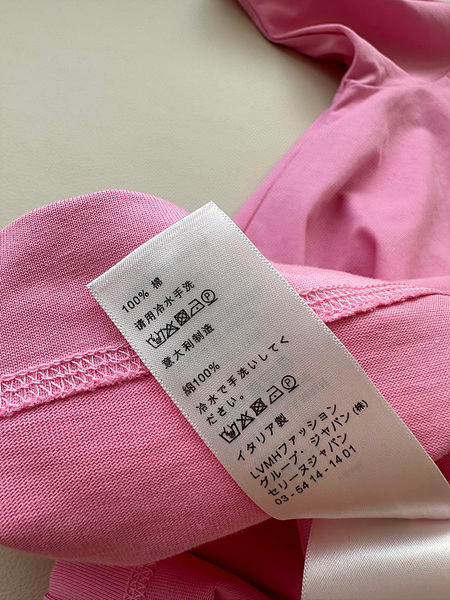 100% 棉
请用冷水手洗
意大利制造
綿100%
冷水で手洗いしてく
ださい。
イタリア製
LVMHファッション
グループ・ジャパン(株)
セリーヌジャパン
03-5414-1401